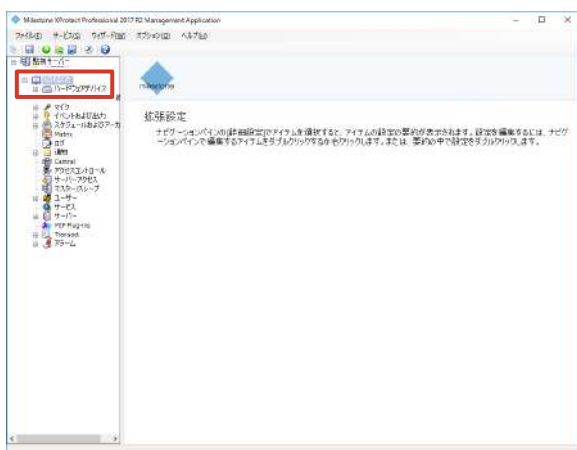 Milestone XProtect Professional 2017 R2 Management Application
ファイル(F) サービス(S) ウィザード(W) オプション(O) ヘルプ(H)
監視サーバー
ハードウェアデバイス
マイク
イベントおよび出力
スケジュールおよびアーカ
Matrix
ログ
通知
Central
アクセスコントロール
サーバーアクセス
マスター/スレーブ
ユーザー
サービス
サーバー
MIP Plug-ins
Transact
アラーム
milestone
拡張設定
ナビゲーションペインの[詳細設定]でアイテムを選択すると、アイテムの設定の要約が表示されます。設定を編集するには、ナビゲ
ーションペインで編集するアイテムをダブルクリックするか右クリックします。または、要約の中で設定をダブルクリックします。